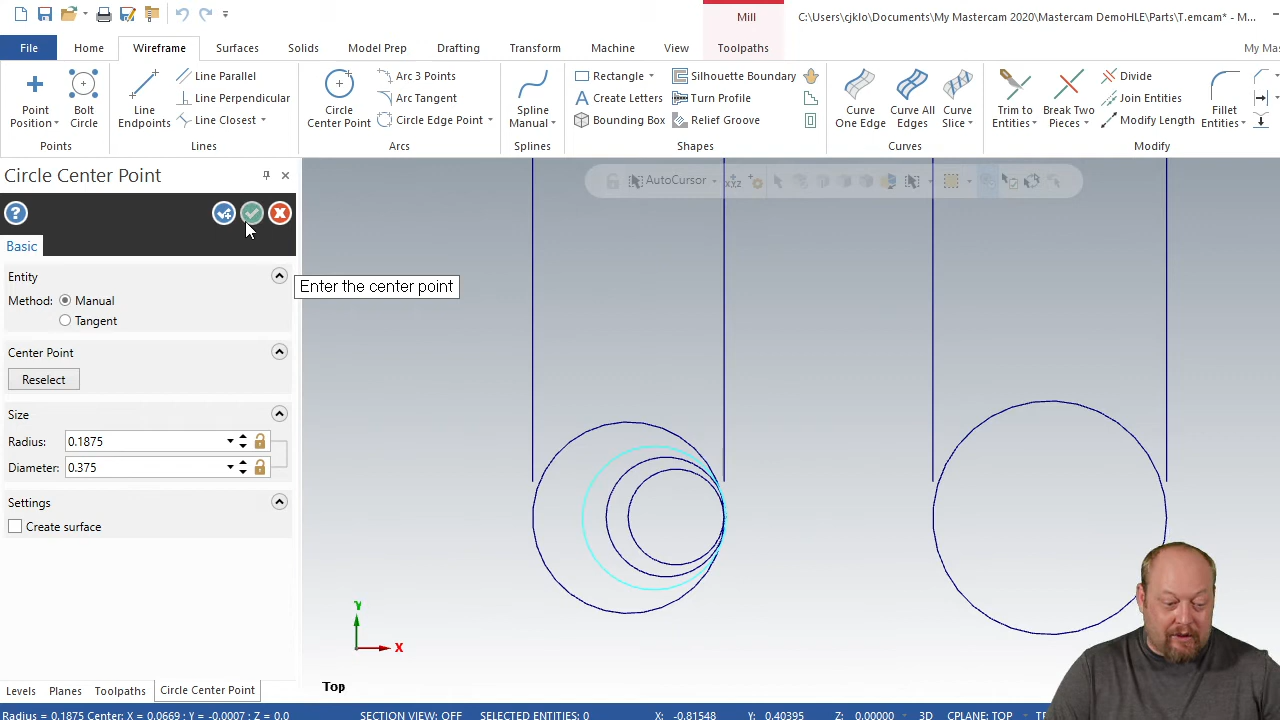 Mill
C:\Users\cjklo\Documents\My Mastercam 2020\Mastercam DemoHLE\Parts\T.emcam* - M...
File Home Wireframe Surfaces Solids Model Prep Drafting Transform Machine View Toolpaths My Ma
Point Position
Bolt Circle
Points
Line Endpoints
Line Parallel
Line Perpendicular
Line Closest
Lines
Circle Center Point
Arc 3 Points
Arc Tangent
Circle Edge Point
Arcs
Spline Manual
Splines
Rectangle
Create Letters
Bounding Box
Silhouette Boundary
Turn Profile
Relief Groove
Shapes
Curve One Edge
Curve All Edges
Curve Slice
Curves
Trim to Entities
Break Two Pieces
Divide
Join Entities
Modify Length
Fillet Entities
Modify
Circle Center Point
Basic
Entity
Method: Manual
Tangent
Center Point
Reselect
Size
Radius: 0.1875
Diameter: 0.375
Settings
Create surface
AutoCursor
Enter the center point
Y
X
Top
Levels Planes Toolpaths Circle Center Point
Radius = 0.1875 Center: X = 0.0669; Y = -0.0007; Z = 0.0 SECTION VIEW: OFF SELECTED ENTITIES: 0 X: -0.81548 Y: 0.40395 Z: 0.00000 3D CPLANE: TOP